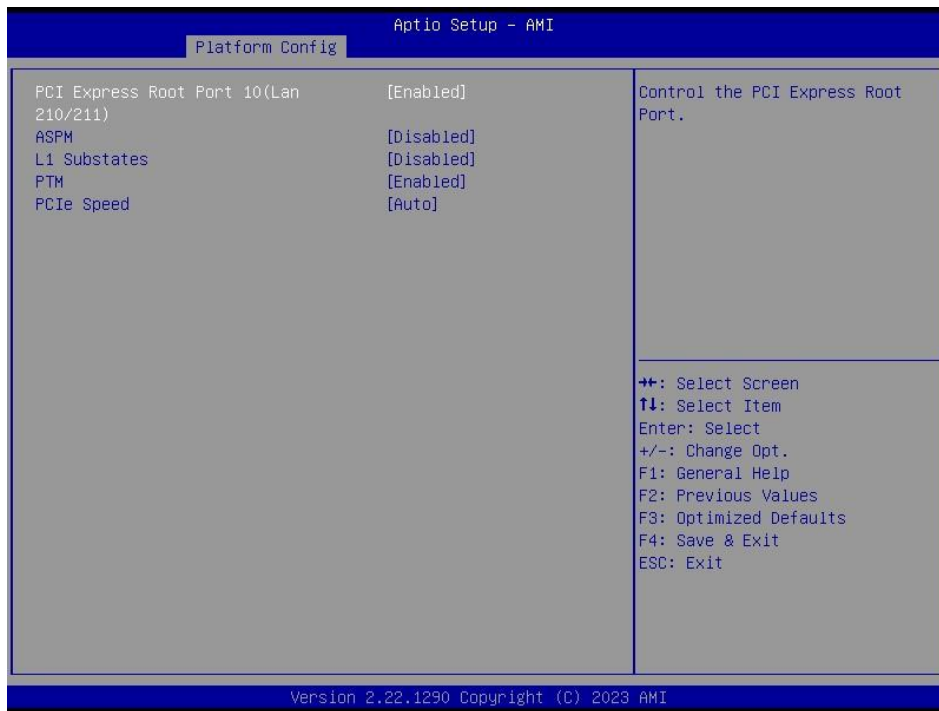 Aptio Setup - AMI
Platform Config
PCI Express Root Port 10(Lan [Enabled]
210/211)
ASPM [Disabled]
L1 Substates [Disabled]
PTM [Enabled]
PCIe Speed [Auto]
Control the PCI Express Root
Port.
→←: Select Screen
↑↓: Select Item
Enter: Select
+/-: Change Opt.
F1: General Help
F2: Previous Values
F3: Optimized Defaults
F4: Save & Exit
ESC: Exit
Version 2.22.1290 Copyright (C) 2023 AMI